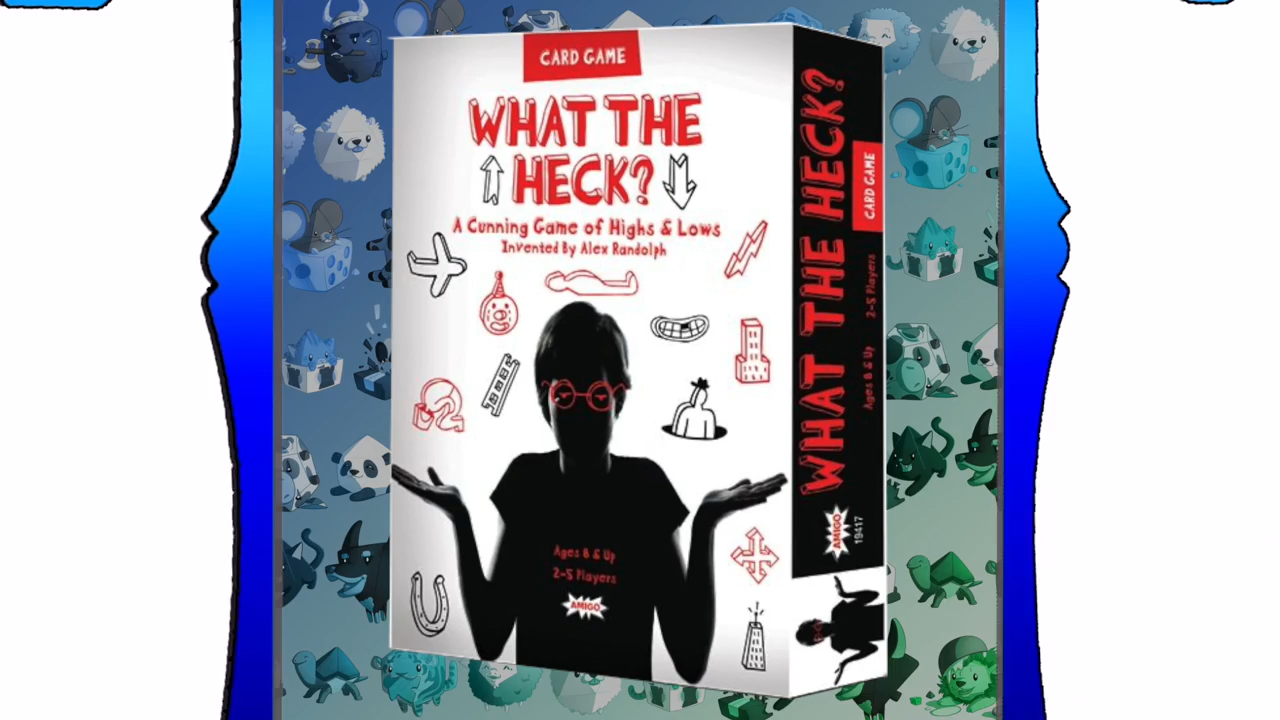 CARD GAME
WHAT THE
HECK?
A Cunning Game of Highs & Lows
Invented By Alex Randolph
Ages 8 & Up
2-5 Players
AMIGO
WHAT THE HECK?
CARD GAME
Ages 8 & Up
2-5 Players
AMIGO
19417